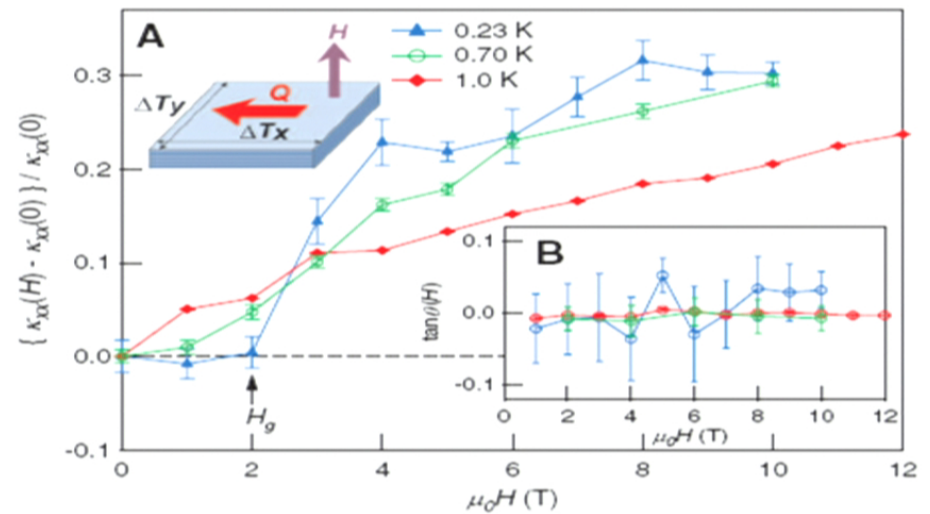 A
H
Q
ΔTy
ΔTx
0.23 K
0.70 K
1.0 K
{ κxx(H) - κxx(0) } / κxx(0)
0.3
0.2
0.1
0.0
-0.1
Hg
0 2 4 6 8 10 12
μ0H (T)
B
tanθ(H)
0.1
0.0
-0.1
0 2 4 6 8 10 12
μ0H (T)